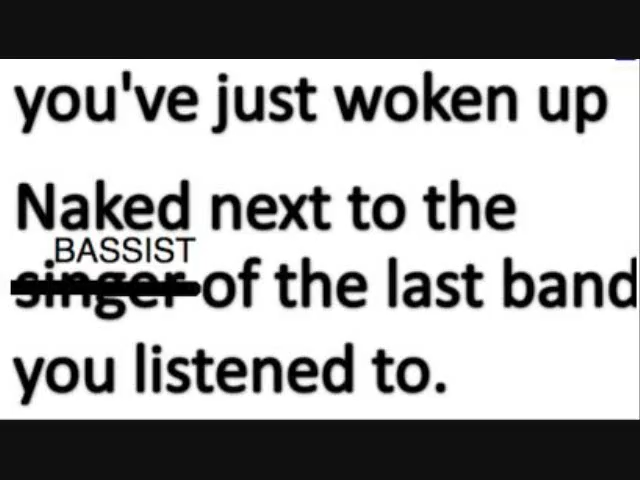 you've just woken up
Naked next to the
BASSIST
singer of the last band
you listened to.